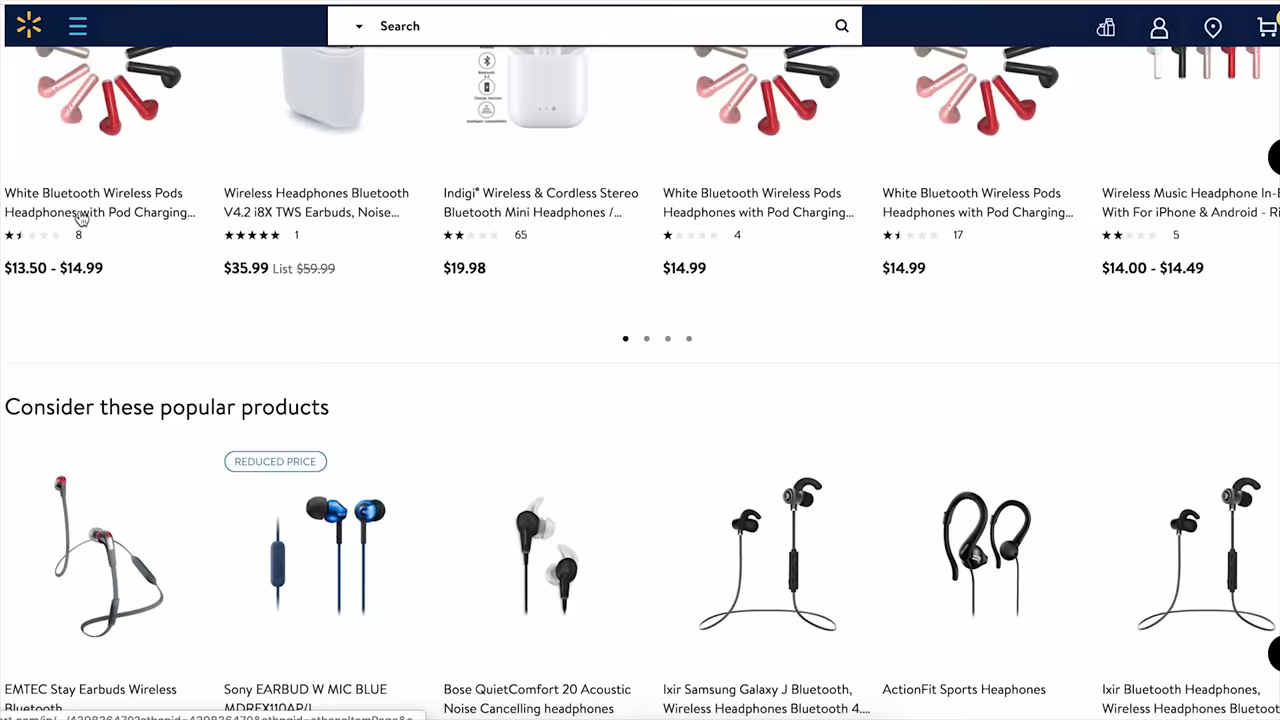 Search
White Bluetooth Wireless Pods
Headphones with Pod Charging...
8
$13.50 - $14.99
Wireless Headphones Bluetooth
V4.2 i8X TWS Earbuds, Noise...
1
$35.99 List $59.99
Indigi® Wireless & Cordless Stereo
Bluetooth Mini Headphones /...
65
$19.98
White Bluetooth Wireless Pods
Headphones with Pod Charging...
4
$14.99
White Bluetooth Wireless Pods
Headphones with Pod Charging...
17
$14.99
Wireless Music Headphone In-
With For iPhone & Android - R
5
$14.00 - $14.49
Consider these popular products
REDUCED PRICE
EMTEC Stay Earbuds Wireless
Bluetooth
Sony EARBUD W MIC BLUE
MDREX110AP/L
Bose QuietComfort 20 Acoustic
Noise Cancelling headphones
Ixir Samsung Galaxy J Bluetooth,
Wireless Headphones Bluetooth 4....
ActionFit Sports Heaphones
Ixir Bluetooth Headphones,
Wireless Headphones Bluetoo